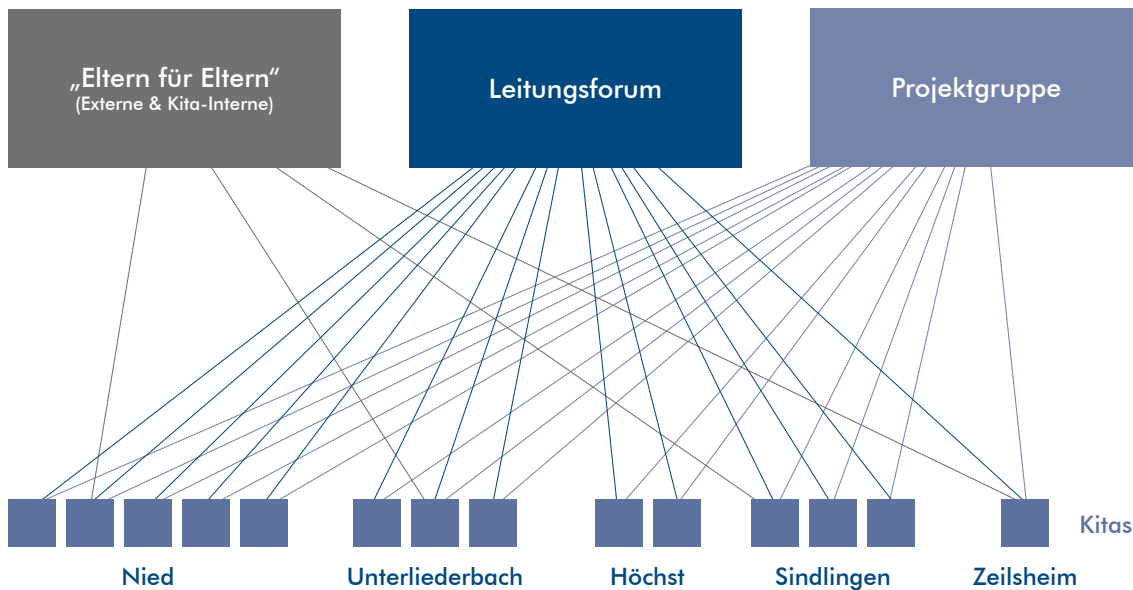 „Eltern für Eltern“
(Externe & Kita-Interne)
Leitungsforum
Projektgruppe
Kitas
Nied
Unterliederbach
Höchst
Sindlingen
Zeilsheim